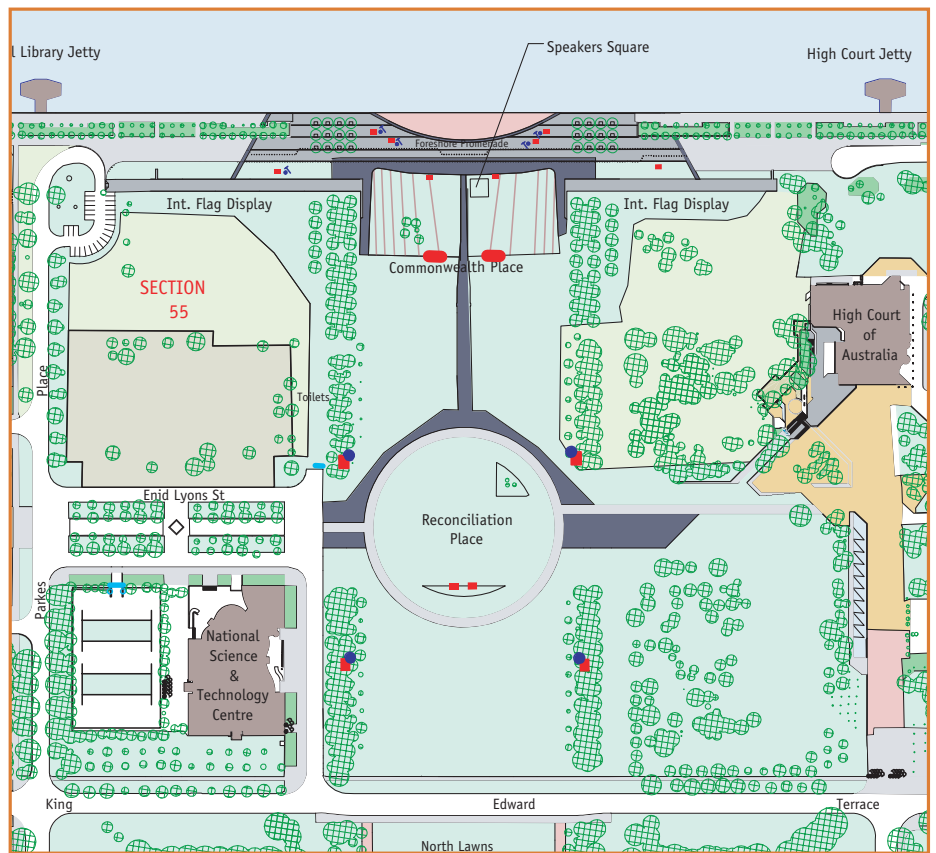 Speakers Square
l Library Jetty
High Court Jetty
Foreshore Promenade
Int. Flag Display
Int. Flag Display
Commonwealth Place
SECTION
55
High Court
of
Australia
Place
Toilets
Enid Lyons St
Reconciliation
Place
Parkes
National
Science
&
Technology
Centre
King
Edward
Terrace
North Lawns